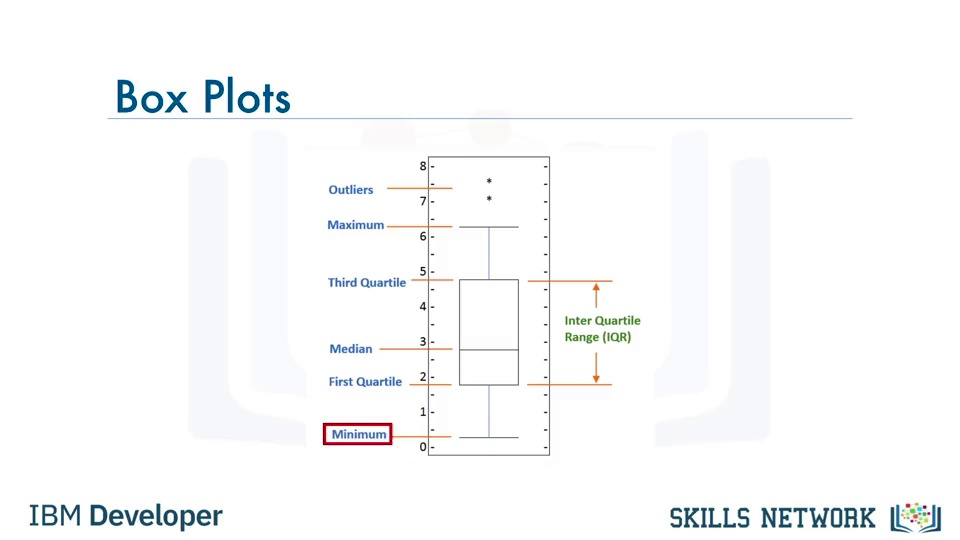 Box Plots
8
Outliers
*
7
*
Maximum
6
5
Third Quartile
4
Inter Quartile
Range (IQR)
3
Median
First Quartile
2
1
Minimum
0
IBM Developer
SKILLS NETWORK